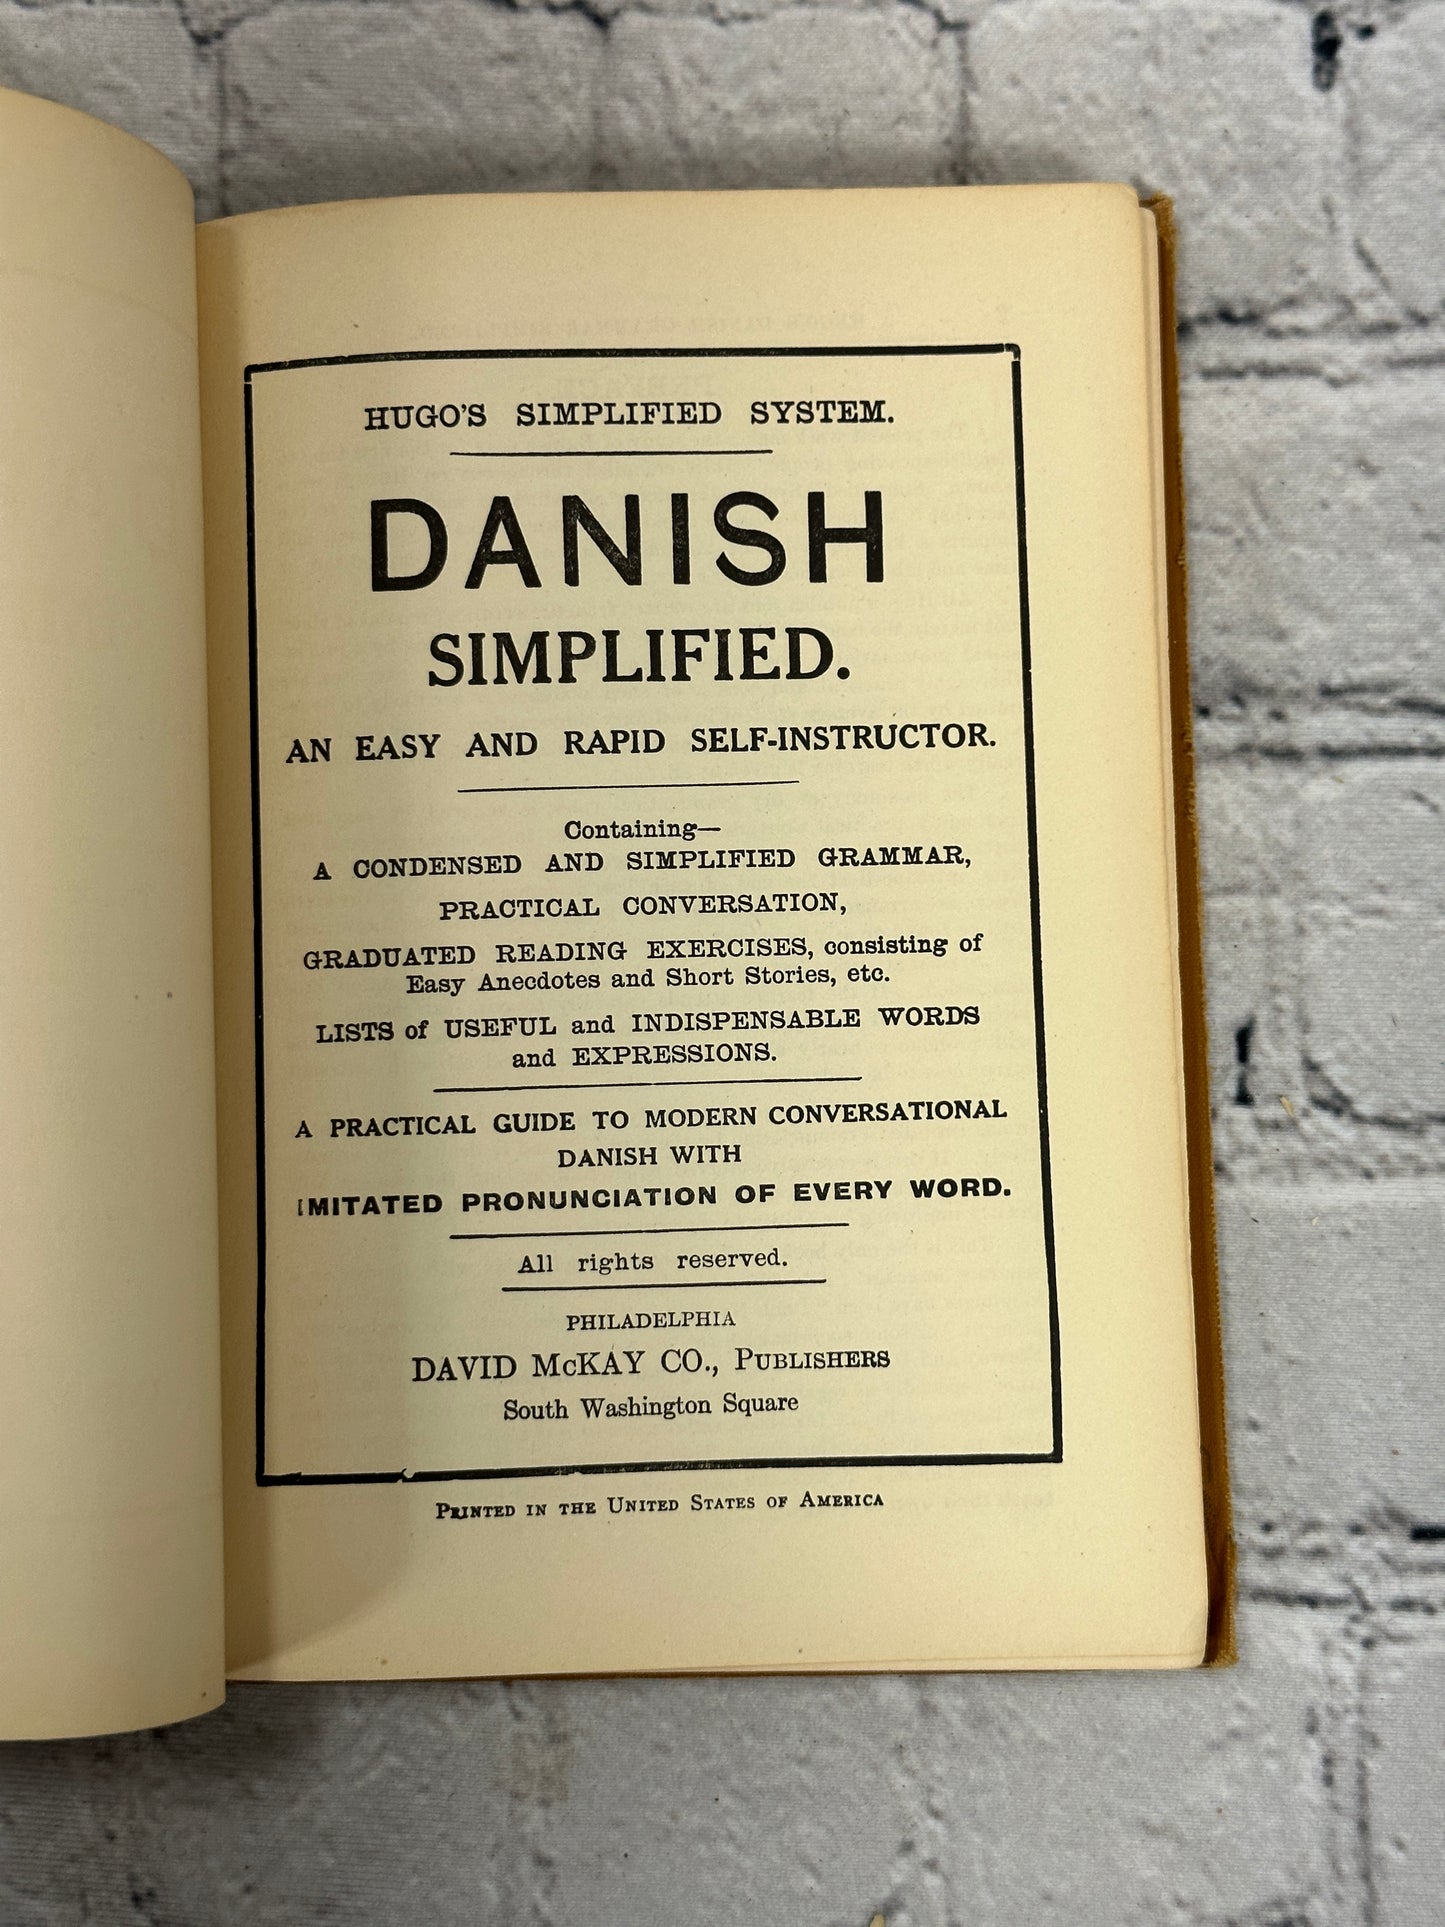 HUGO'S SIMPLIFIED SYSTEM.
DANISH
SIMPLIFIED.
AN EASY AND RAPID SELF-INSTRUCTOR.
Containing—
A CONDENSED AND SIMPLIFIED GRAMMAR,
PRACTICAL CONVERSATION,
GRADUATED READING EXERCISES, consisting of
Easy Anecdotes and Short Stories, etc.
LISTS of USEFUL and INDISPENSABLE WORDS
and EXPRESSIONS.
A PRACTICAL GUIDE TO MODERN CONVERSATIONAL
DANISH WITH
IMITATED PRONUNCIATION OF EVERY WORD.
All rights reserved.
PHILADELPHIA
DAVID McKAY CO., PUBLISHERS
South Washington Square
PRINTED IN THE UNITED STATES OF AMERICA